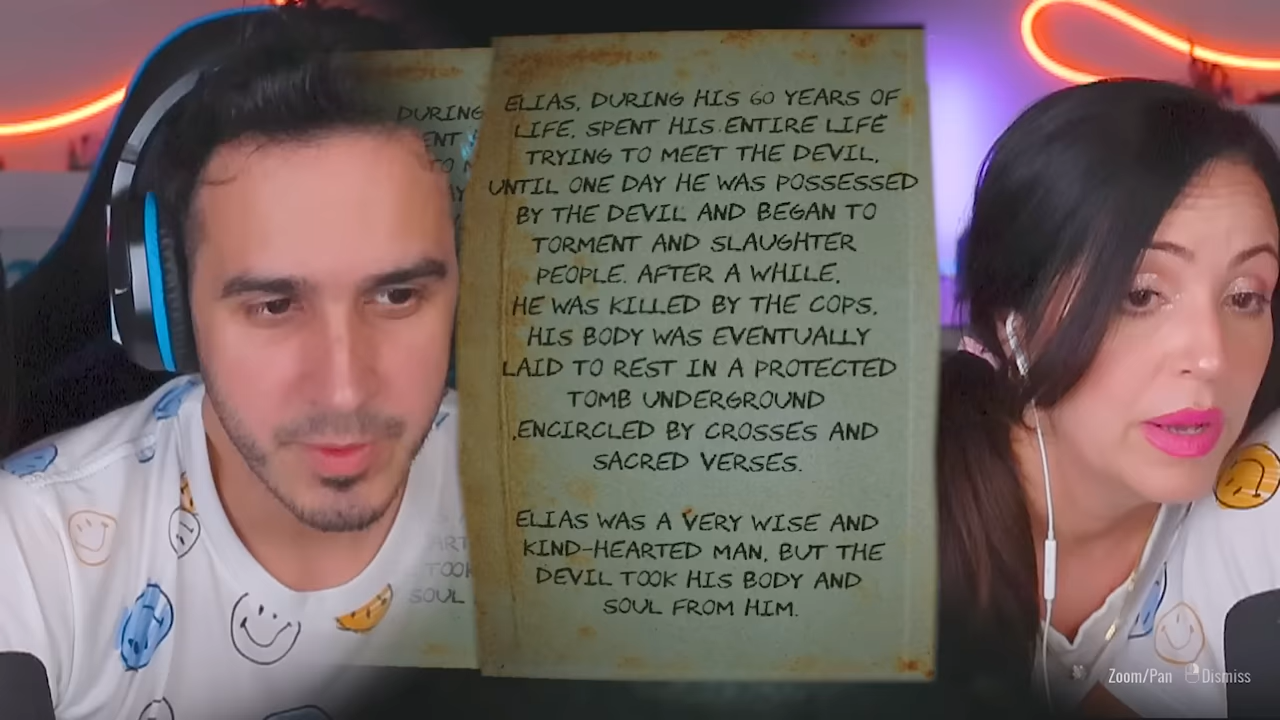 ELIAS, DURING HIS 60 YEARS OF
LIFE, SPENT HIS ENTIRE LIFE
TRYING TO MEET THE DEVIL,
UNTIL ONE DAY HE WAS POSSESSED
BY THE DEVIL AND BEGAN TO
TORMENT AND SLAUGHTER
PEOPLE. AFTER A WHILE,
HE WAS KILLED BY THE COPS.
HIS BODY WAS EVENTUALLY
LAID TO REST IN A PROTECTED
TOMB UNDERGROUND
,ENCIRCLED BY CROSSES AND
SACRED VERSES.
ELIAS WAS A VERY WISE AND
KIND-HEARTED MAN, BUT THE
DEVIL TOOK HIS BODY AND
SOUL FROM HIM.
DURING
TOOK
SOUL
Zoom/Pan Dismiss